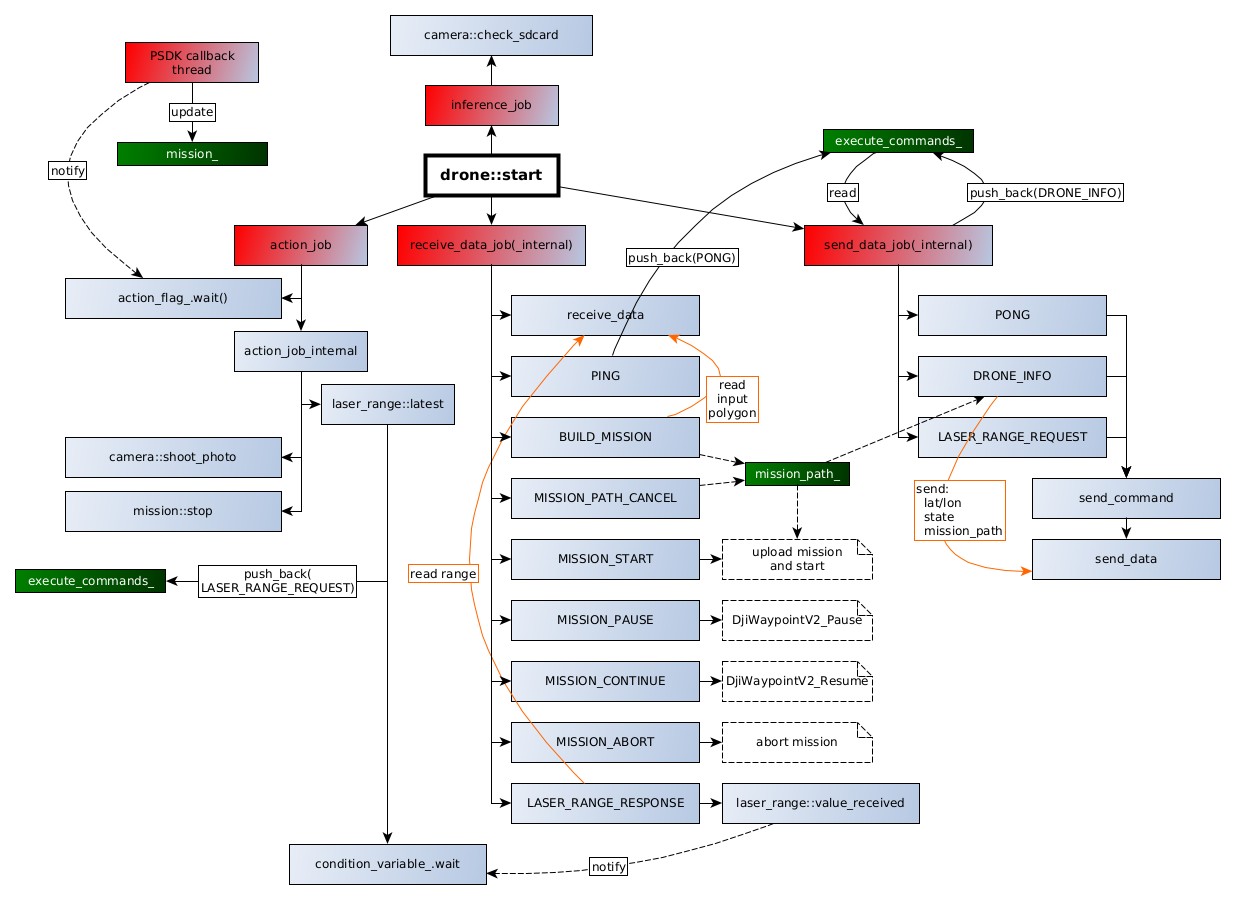 camera::check_sdcard
PSDK callback
thread
inference_job
update
mission_
execute_commands_
notify
drone::start
read
push_back(DRONE_INFO)
action_job
receive_data_job(_internal)
send_data_job(_internal)
push_back(PONG)
action_flag_.wait()
receive_data
PONG
action_job_internal
PING
DRONE_INFO
read
input
polygon
laser_range::latest
BUILD_MISSION
LASER_RANGE_REQUEST
camera::shoot_photo
mission_path_
MISSION_PATH_CANCEL
send:
lat/lon
state
mission_path
send_command
mission::stop
MISSION_START
upload mission
and start
send_data
read range
execute_commands_
push_back(
LASER_RANGE_REQUEST)
MISSION_PAUSE
DjiWaypointV2_Pause
MISSION_CONTINUE
DjiWaypointV2_Resume
MISSION_ABORT
abort mission
LASER_RANGE_RESPONSE
laser_range::value_received
condition_variable_.wait
notify